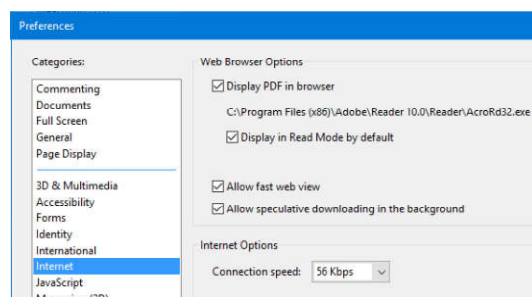 Preferences
Categories:
Commenting
Documents
Full Screen
General
Page Display
3D & Multimedia
Accessibility
Forms
Identity
International
Internet
JavaScript
Web Browser Options
Display PDF in browser
C:\Program Files (x86)\Adobe\Reader 10.0\Reader\AcroRd32.exe
Display in Read Mode by default
Allow fast web view
Allow speculative downloading in the background
Internet Options
Connection speed: 56 Kbps